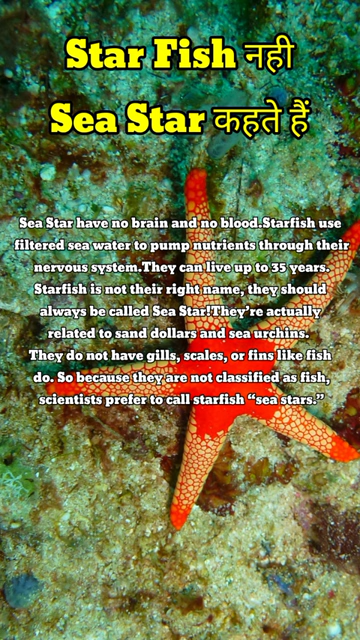 Star Fish नही
Sea Star कहते हैं
Sea Star have no brain and no blood.Starfish use
filtered sea water to pump nutrients through their
nervous system.They can live up to 35 years.
Starfish is not their right name, they should
always be called Sea Star!They're actually
related to sand dollars and sea urchins.
They do not have gills, scales, or fins like fish
do. So because they are not classified as fish,
scientists prefer to call starfish “sea stars.”